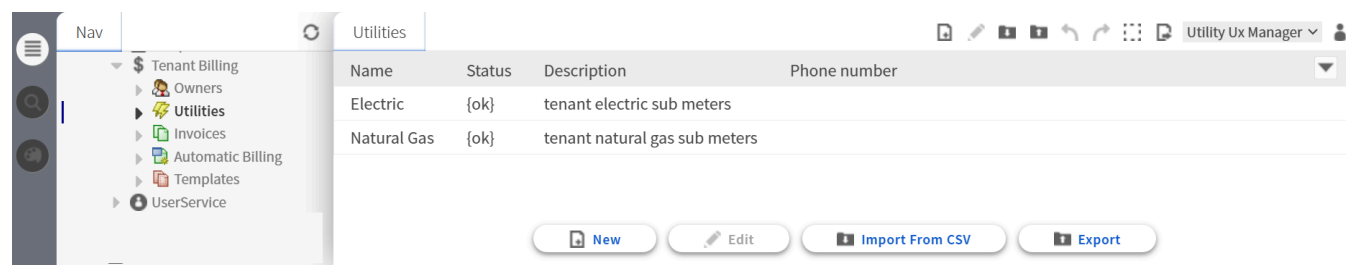 Nav
Tenant Billing
Owners
Utilities
Invoices
Automatic Billing
Templates
UserService
Utilities
Utility Ux Manager
Name Status Description Phone number
Electric {ok} tenant electric sub meters
Natural Gas {ok} tenant natural gas sub meters
New Edit Import From CSV Export